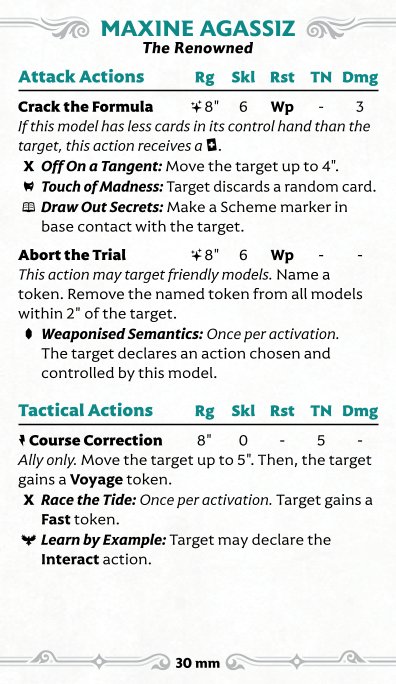 MAXINE AGASSIZ
The Renowned
Attack Actions Rg Skl Rst TN Dmg
Crack the Formula 8" 6 Wp - 3
If this model has less cards in its control hand than the
target, this action receives a .
X Off On a Tangent: Move the target up to 4".
Touch of Madness: Target discards a random card.
Draw Out Secrets: Make a Scheme marker in
base contact with the target.
Abort the Trial 8" 6 Wp - -
This action may target friendly models. Name a
token. Remove the named token from all models
within 2" of the target.
Weaponised Semantics: Once per activation.
The target declares an action chosen and
controlled by this model.
Tactical Actions Rg Skl Rst TN Dmg
Course Correction 8" 0 - 5 -
Ally only. Move the target up to 5". Then, the target
gains a Voyage token.
X Race the Tide: Once per activation. Target gains a
Fast token.
Learn by Example: Target may declare the
Interact action.
30 mm